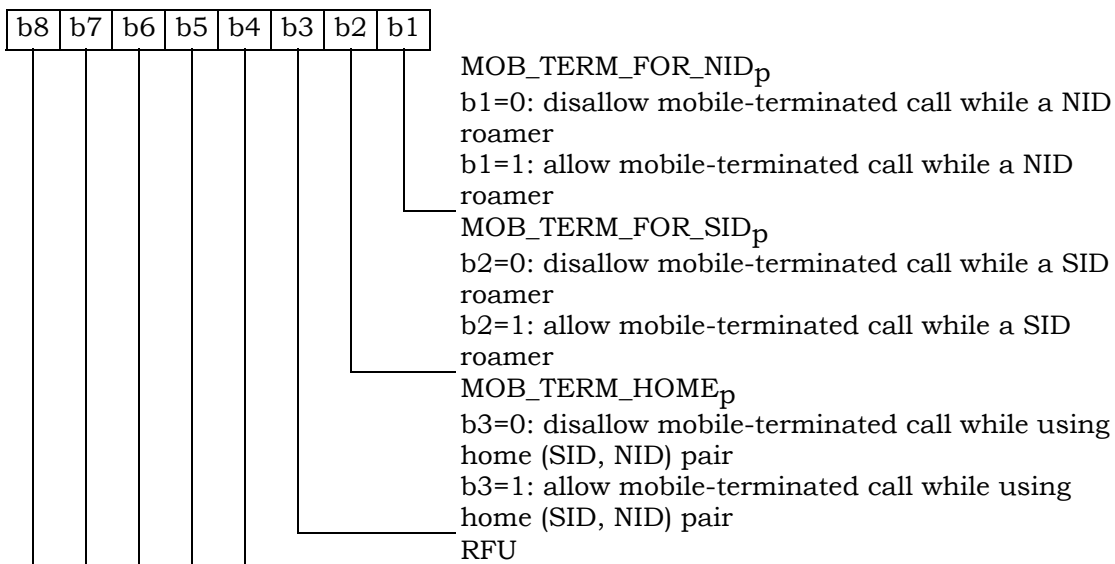 b8 b7 b6 b5 b4 b3 b2 b1
MOB_TERM_FOR_NIDp
b1=0: disallow mobile-terminated call while a NID
roamer
b1=1: allow mobile-terminated call while a NID
roamer
MOB_TERM_FOR_SIDp
b2=0: disallow mobile-terminated call while a SID
roamer
b2=1: allow mobile-terminated call while a SID
roamer
MOB_TERM_HOMEp
b3=0: disallow mobile-terminated call while using
home (SID, NID) pair
b3=1: allow mobile-terminated call while using
home (SID, NID) pair
RFU